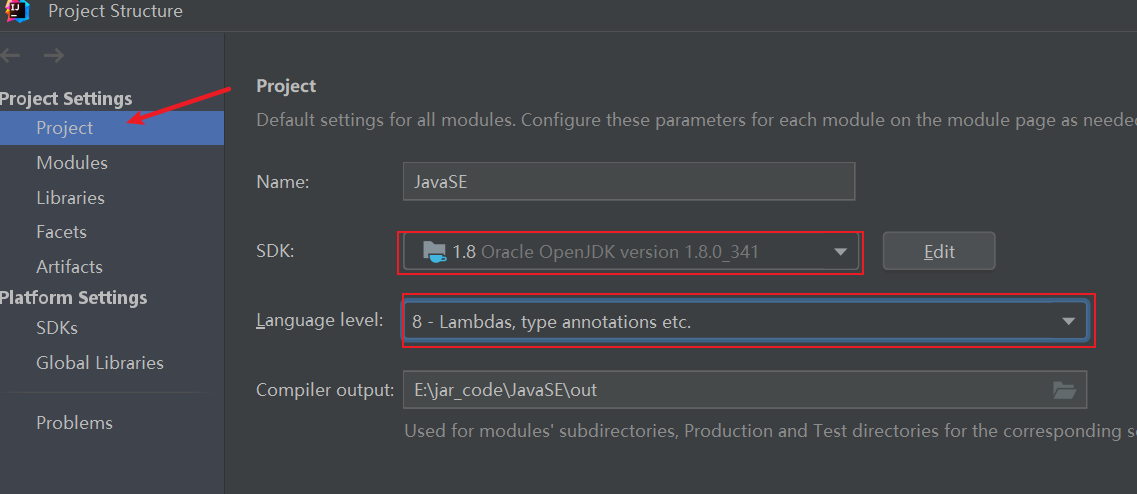 Project Structure
Project Settings
Project
Modules
Libraries
Facets
Artifacts
Platform Settings
SDKs
Global Libraries
Problems
Project
Default settings for all modules. Configure these parameters for each module on the module page as needed
Name: JavaSE
SDK: 1.8 Oracle OpenJDK version 1.8.0_341 Edit
Language level: 8 - Lambdas, type annotations etc.
Compiler output: E:\jar_code\JavaSE\out
Used for modules' subdirectories, Production and Test directories for the corresponding